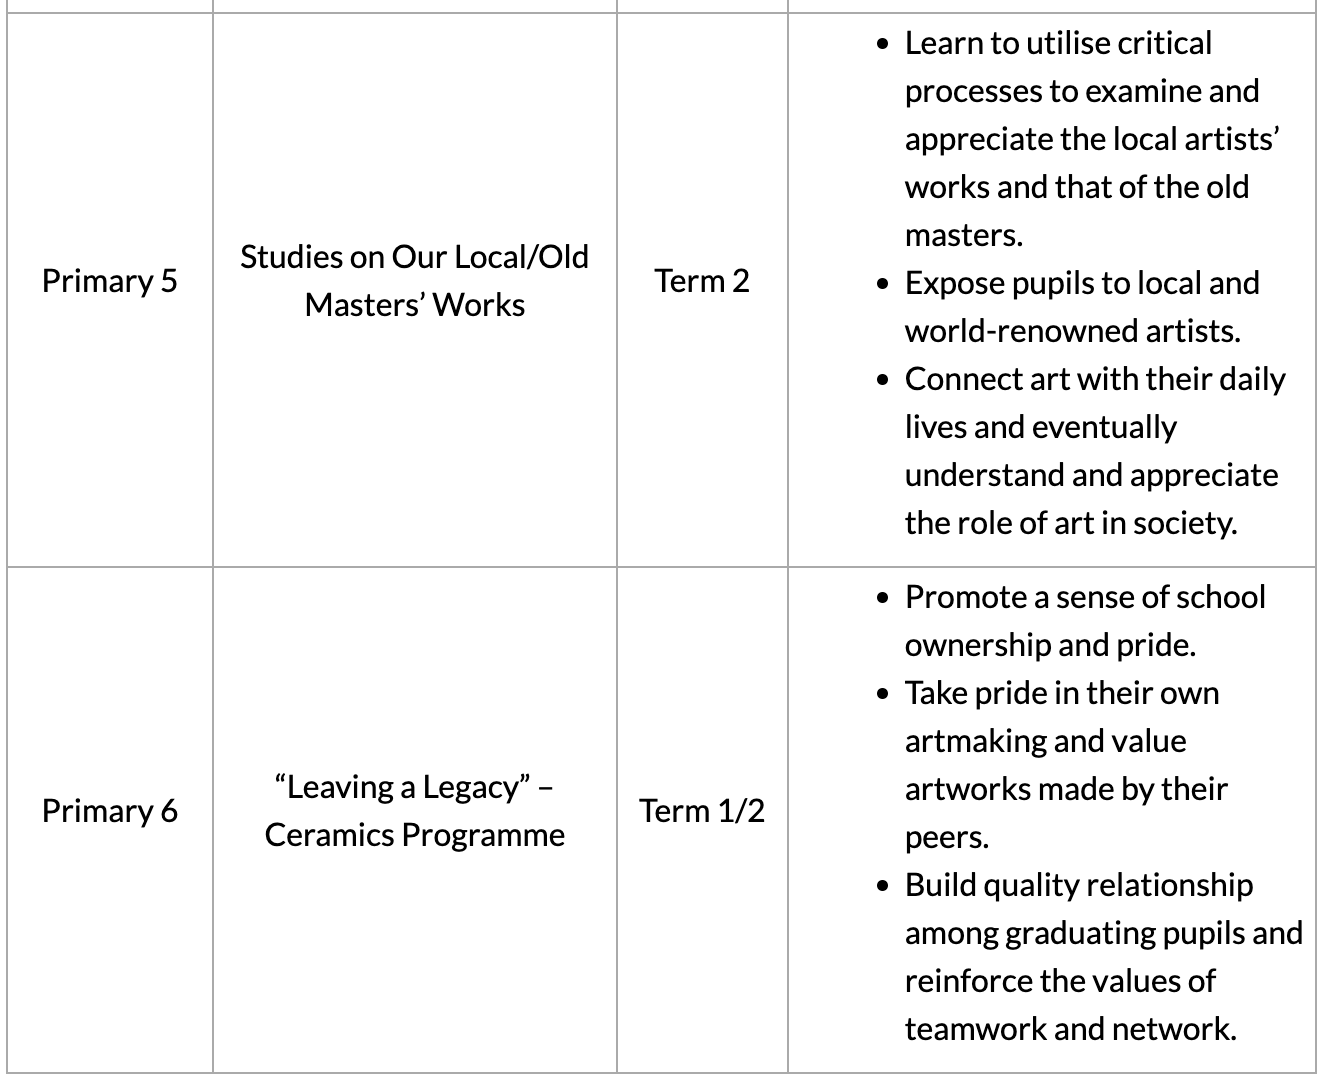 Primary 5
Studies on Our Local/Old
Masters’ Works
Term 2
• Learn to utilise critical
processes to examine and
appreciate the local artists’
works and that of the old
masters.
• Expose pupils to local and
world-renowned artists.
• Connect art with their daily
lives and eventually
understand and appreciate
the role of art in society.
Primary 6
“Leaving a Legacy” –
Ceramics Programme
Term 1/2
• Promote a sense of school
ownership and pride.
• Take pride in their own
artmaking and value
artworks made by their
peers.
• Build quality relationship
among graduating pupils and
reinforce the values of
teamwork and network.